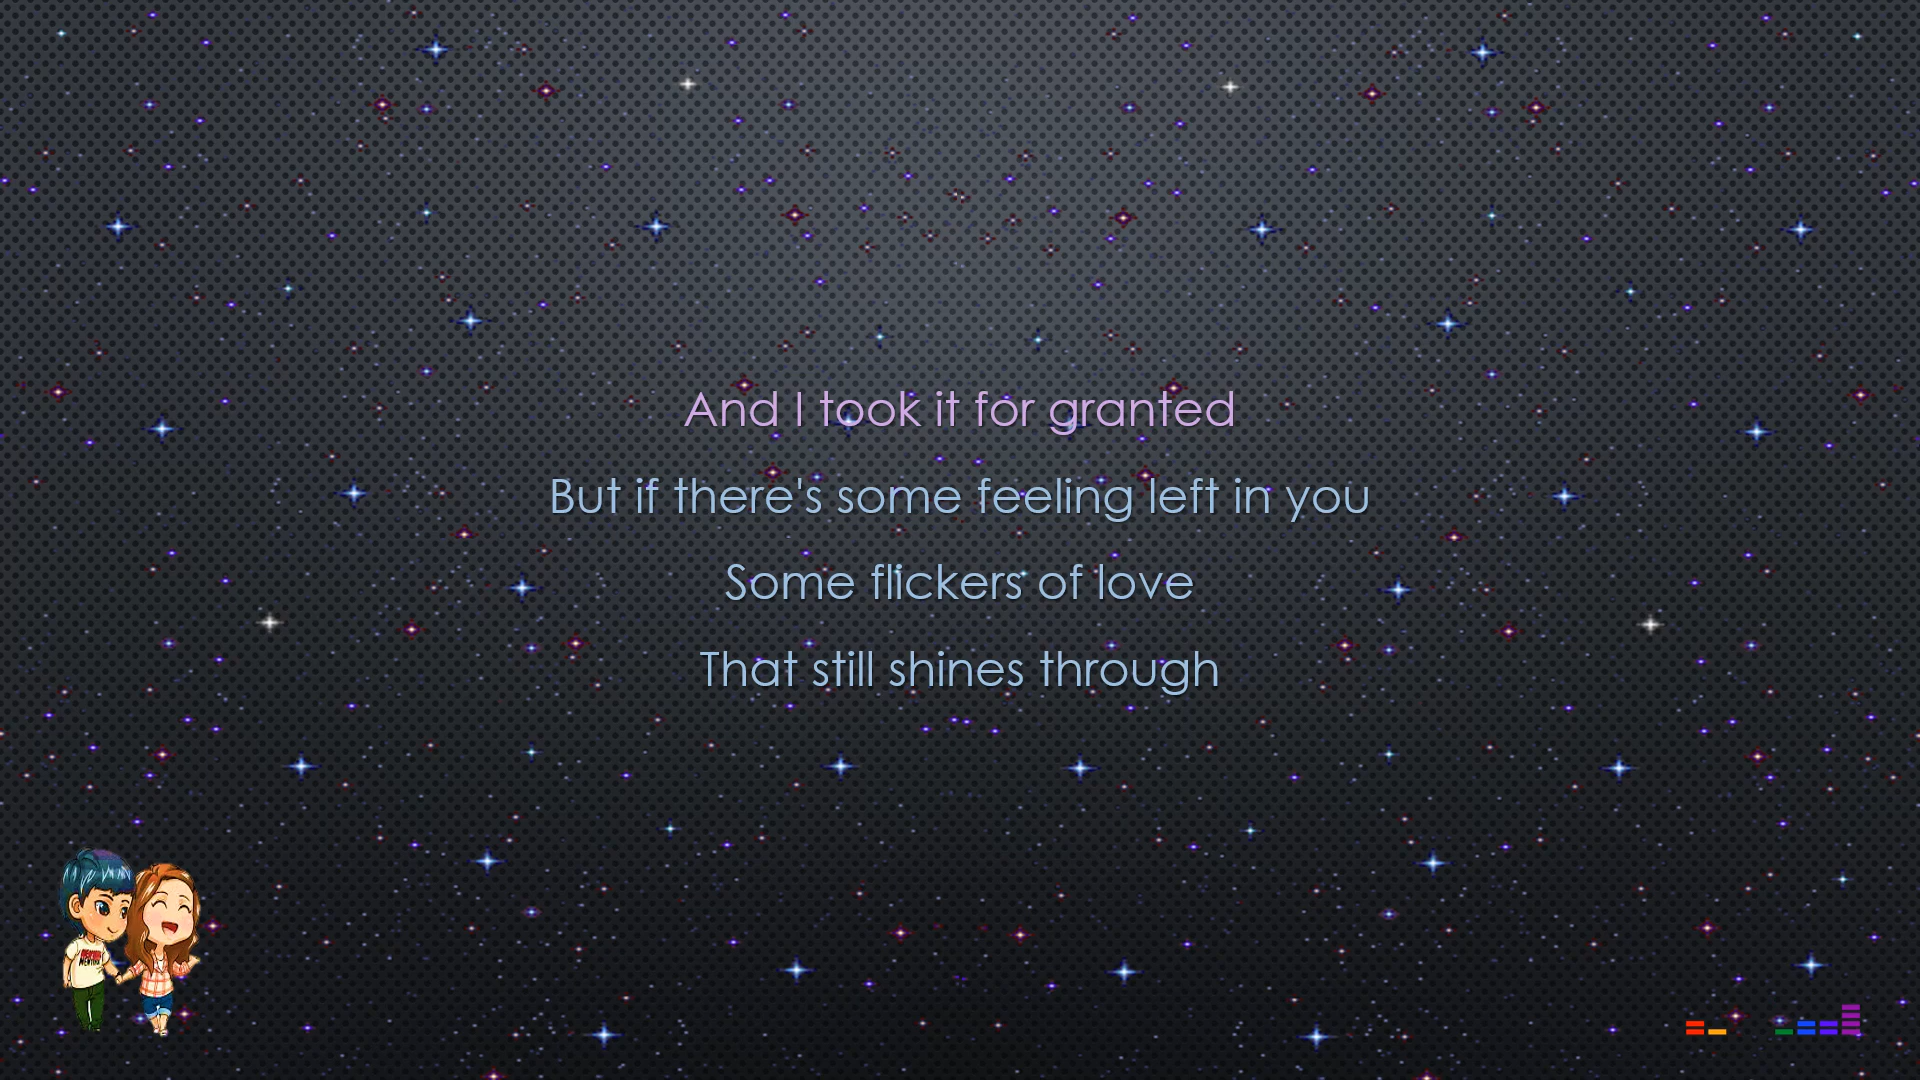 And I took it for granted
But if there's some feeling left in you
Some flickers of love
That still shines through